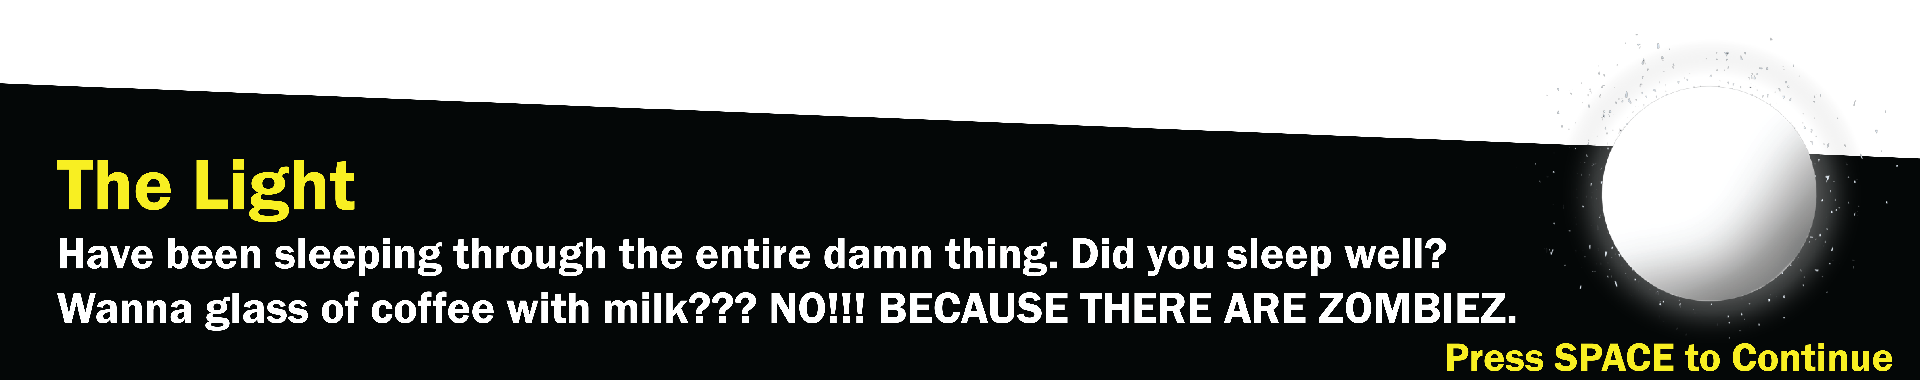 The Light
Have been sleeping through the entire damn thing. Did you sleep well?
Wanna glass of coffee with milk??? NO!!! BECAUSE THERE ARE ZOMBIEZ.
Press SPACE to Continue